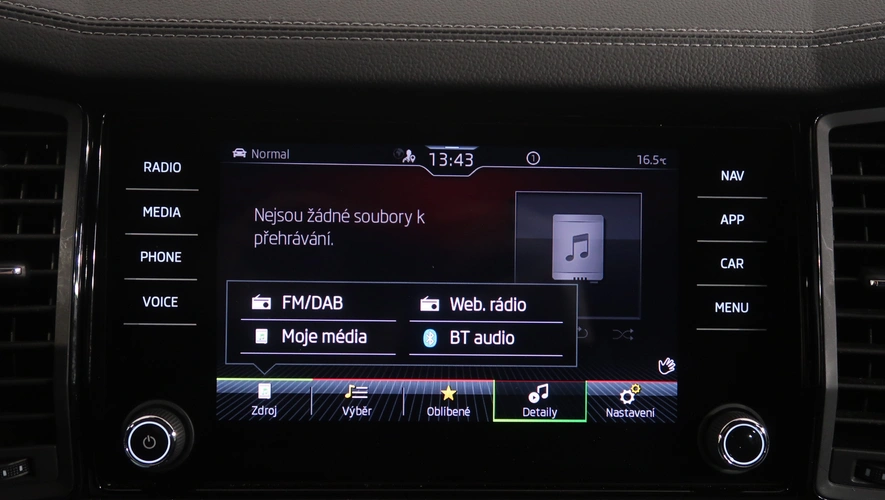 RADIO
MEDIA
PHONE
VOICE
Normal
13:43
1
16.5°C
Nejsou žádné soubory k
přehrávání.
FM/DAB
Web. rádio
Moje média
BT audio
Zdroj
Výběr
Oblíbené
Detaily
Nastavení
NAV
APP
CAR
MENU